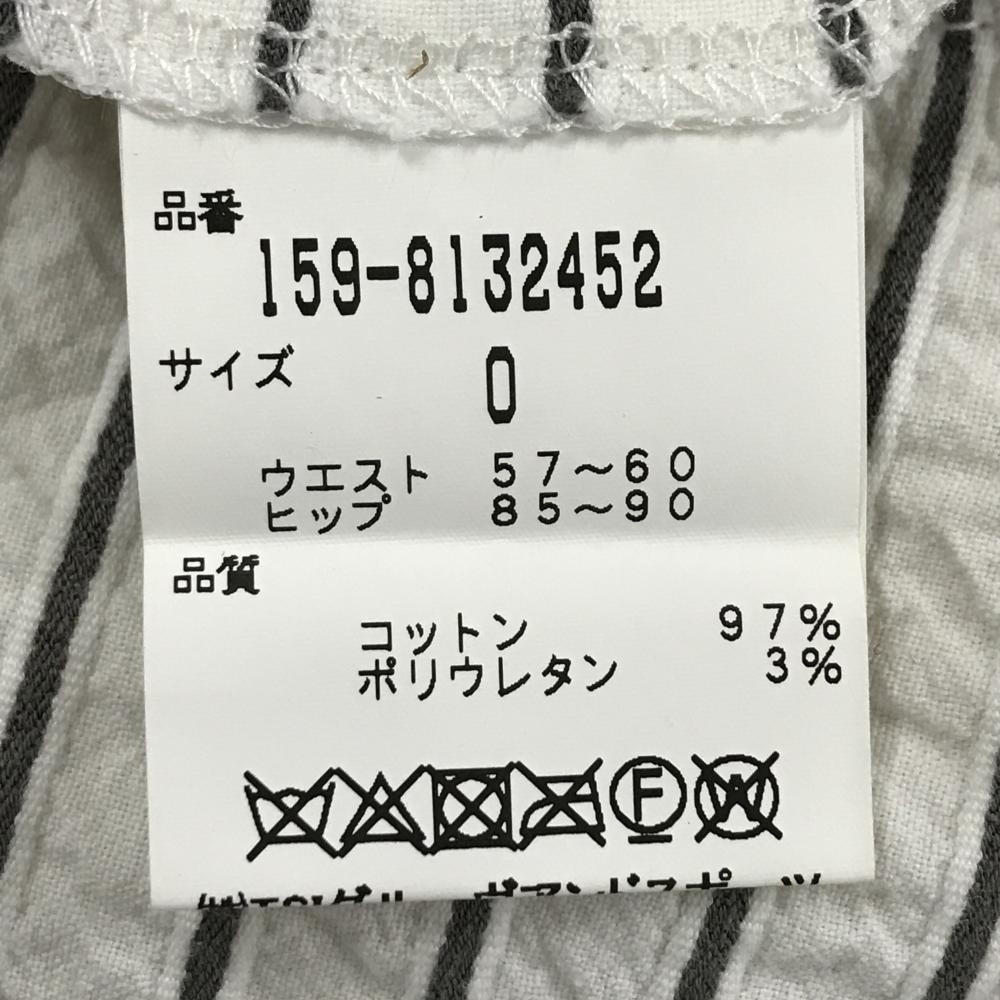 品番
159-8132452
サイズ 0
ウエスト 57〜60
ヒップ 85〜90
品質
コットン 97%
ポリウレタン 3%
F W